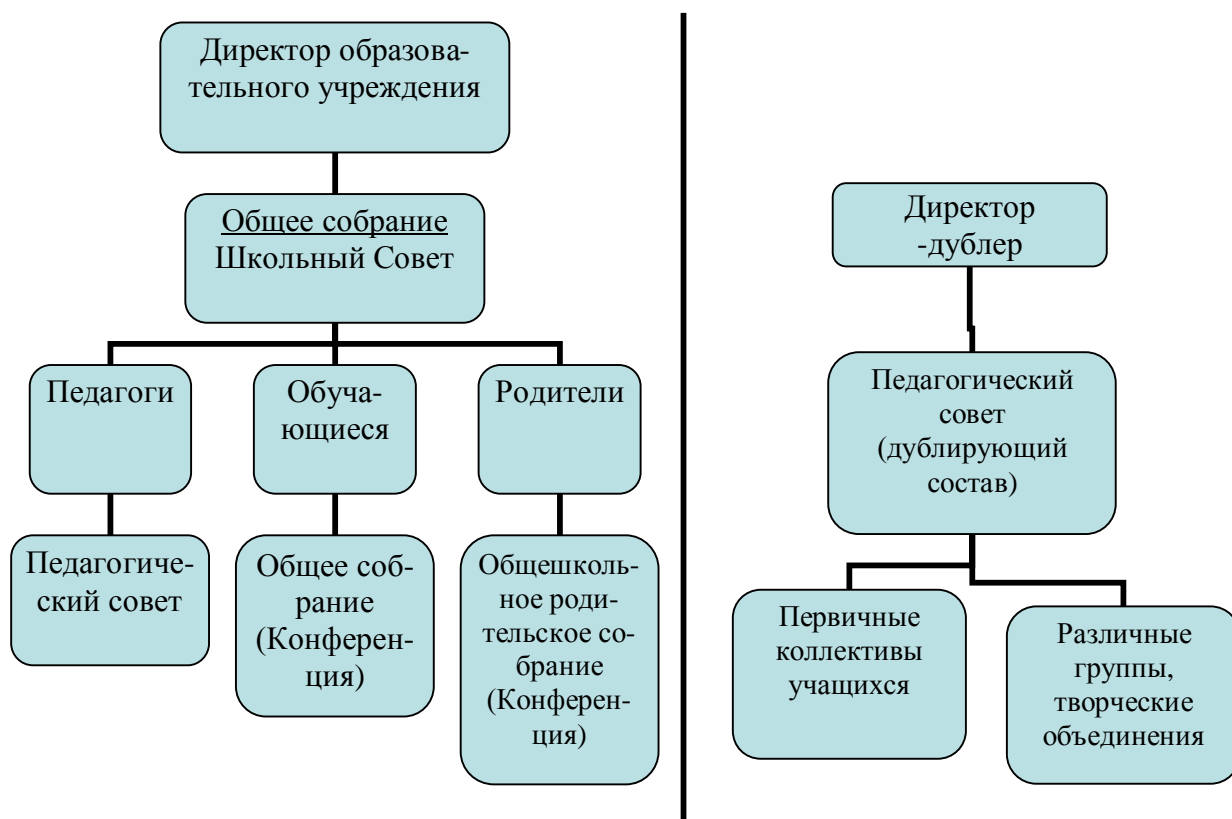 Директор образова-
тельного учреждения
Общее собрание
Школьный Совет
Педагоги
Обуча-
ющиеся
Родители
Педагогиче-
ский совет
Общее соб-
рание
(Конферен-
ция)
Общешколь-
ное роди-
тельское со-
брание
(Конферен-
ция)
Директор
-дублер
Педагогический
совет
(дублирующий
состав)
Первичные
коллективы
учащихся
Различные
группы,
творческие
объединения